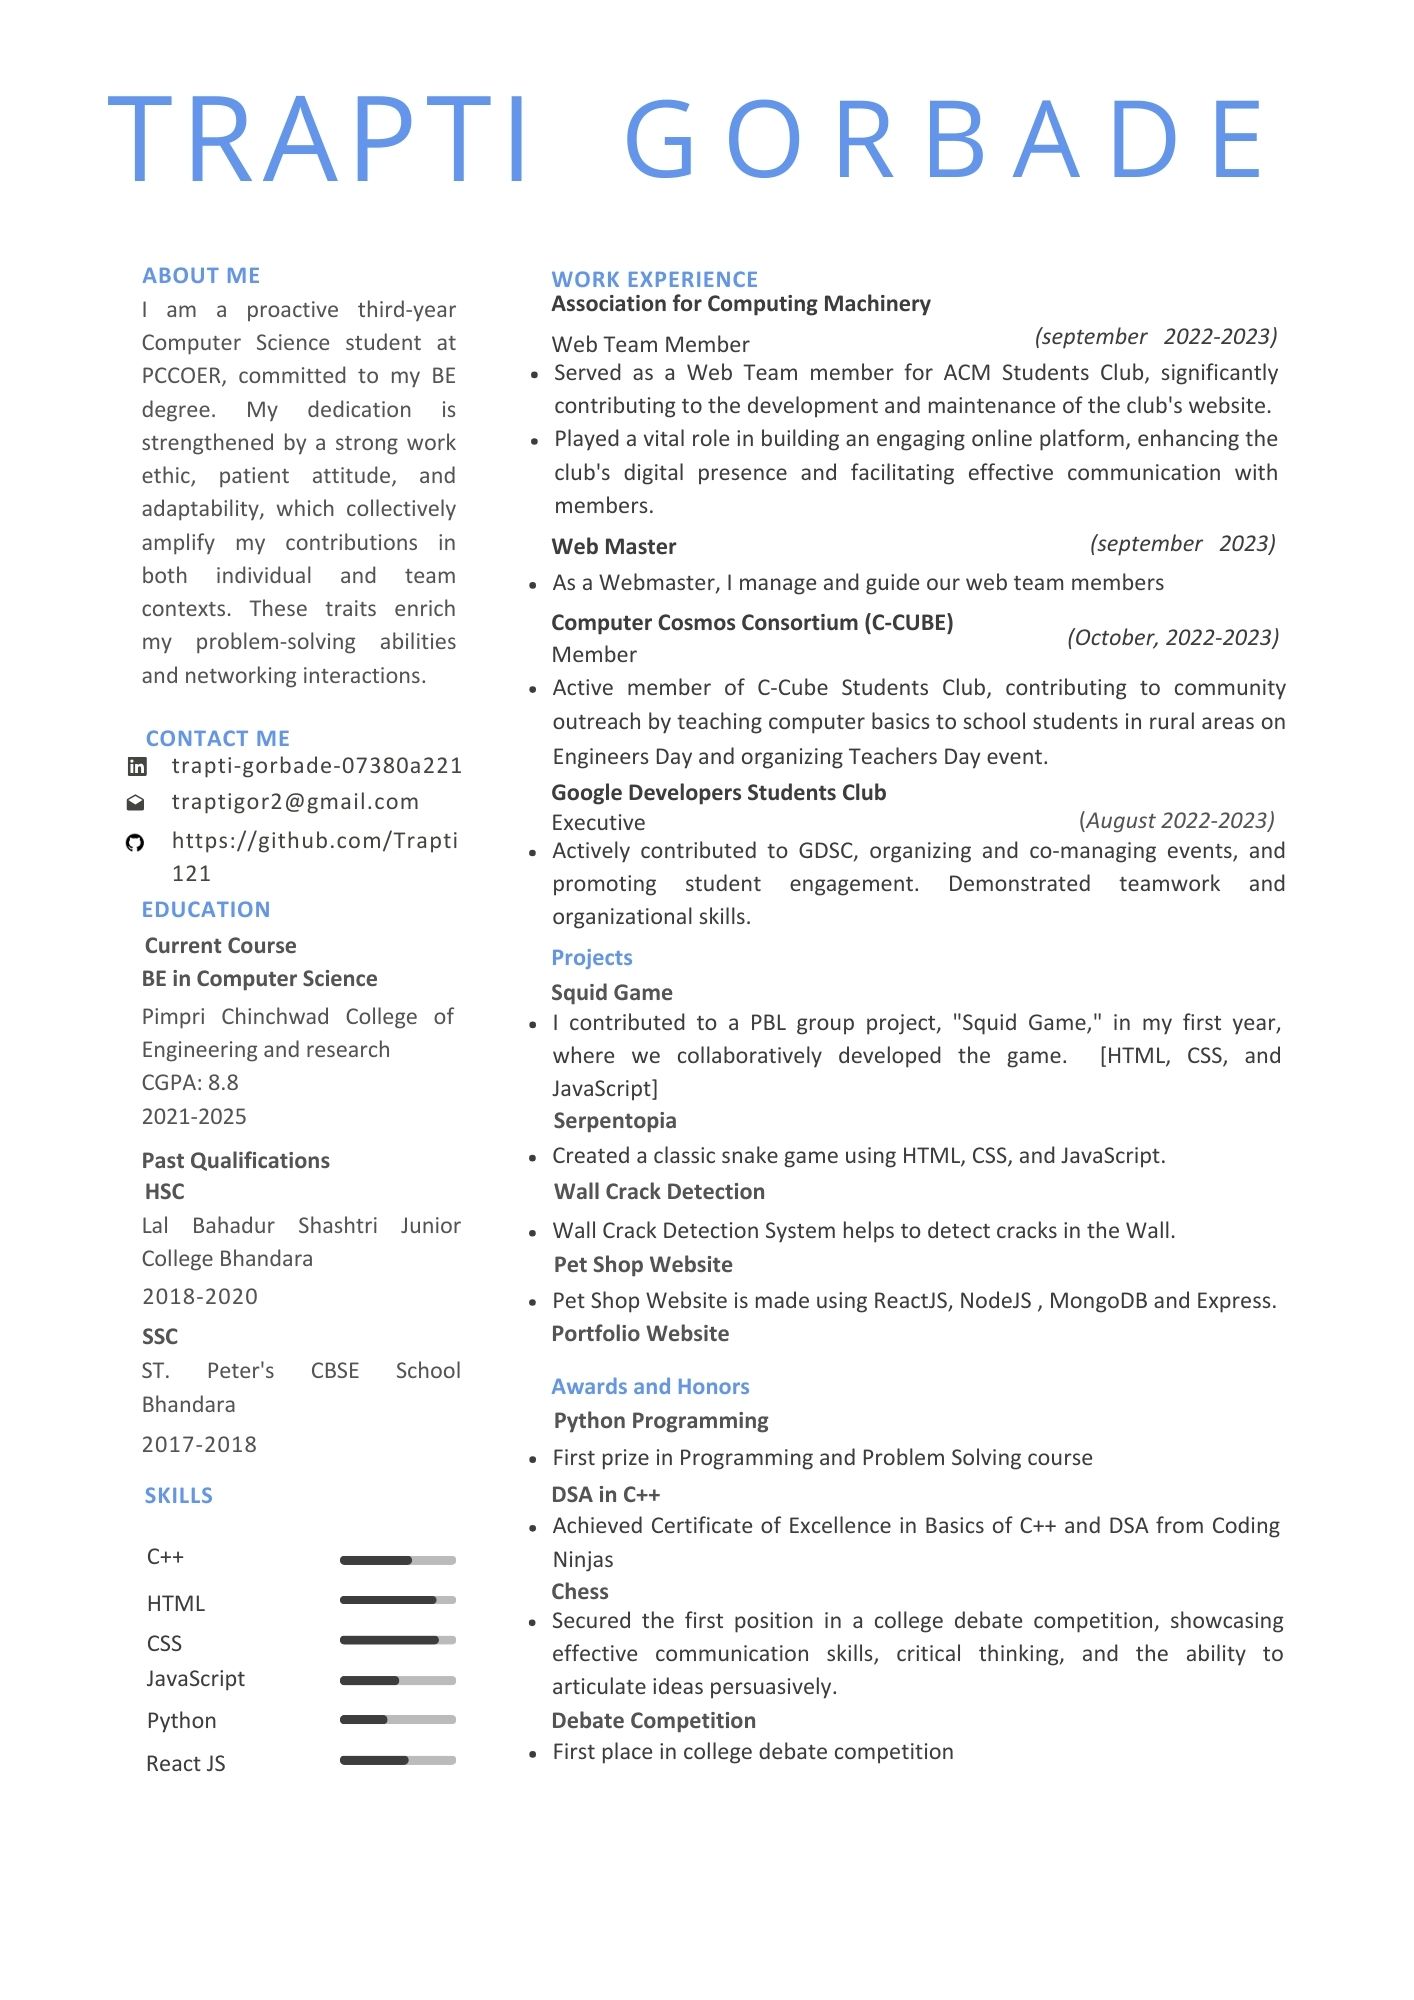 TRAPTI GORBADE
ABOUT ME
I am a proactive third-year
Computer Science student at
PCCOER, committed to my BE
degree. My dedication is
strengthened by a strong work
ethic, patient attitude, and
adaptability, which collectively
amplify my contributions in
both individual and team
contexts. These traits enrich
my problem-solving abilities
and networking interactions.
CONTACT ME
trapti-gorbade-07380a221
traptigor2@gmail.com
https://github.com/Trapti
121
EDUCATION
Current Course
BE in Computer Science
Pimpri Chinchwad College of
Engineering and research
CGPA: 8.8
2021-2025
Past Qualifications
HSC
Lal Bahadur Shashtri Junior
College Bhandara
2018-2020
SSC
ST. Peter's CBSE School
Bhandara
2017-2018
SKILLS
C++
HTML
CSS
JavaScript
Python
React JS
WORK EXPERIENCE
Association for Computing Machinery
Web Team Member (september 2022-2023)
• Served as a Web Team member for ACM Students Club, significantly
contributing to the development and maintenance of the club's website.
• Played a vital role in building an engaging online platform, enhancing the
club's digital presence and facilitating effective communication with
members.
Web Master (september 2023)
• As a Webmaster, I manage and guide our web team members
Computer Cosmos Consortium (C-CUBE)
(October, 2022-2023)
Member
• Active member of C-Cube Students Club, contributing to community
outreach by teaching computer basics to school students in rural areas on
Engineers Day and organizing Teachers Day event.
Google Developers Students Club
Executive (August 2022-2023)
• Actively contributed to GDSC, organizing and co-managing events, and
promoting student engagement. Demonstrated teamwork and
organizational skills.
Projects
Squid Game
• I contributed to a PBL group project, "Squid Game," in my first year,
where we collaboratively developed the game. [HTML, CSS, and
JavaScript]
Serpentopia
• Created a classic snake game using HTML, CSS, and JavaScript.
Wall Crack Detection
• Wall Crack Detection System helps to detect cracks in the Wall.
Pet Shop Website
• Pet Shop Website is made using ReactJS, NodeJS , MongoDB and Express.
Portfolio Website
Awards and Honors
Python Programming
• First prize in Programming and Problem Solving course
DSA in C++
• Achieved Certificate of Excellence in Basics of C++ and DSA from Coding
Ninjas
Chess
• Secured the first position in a college debate competition, showcasing
effective communication skills, critical thinking, and the ability to
articulate ideas persuasively.
Debate Competition
• First place in college debate competition